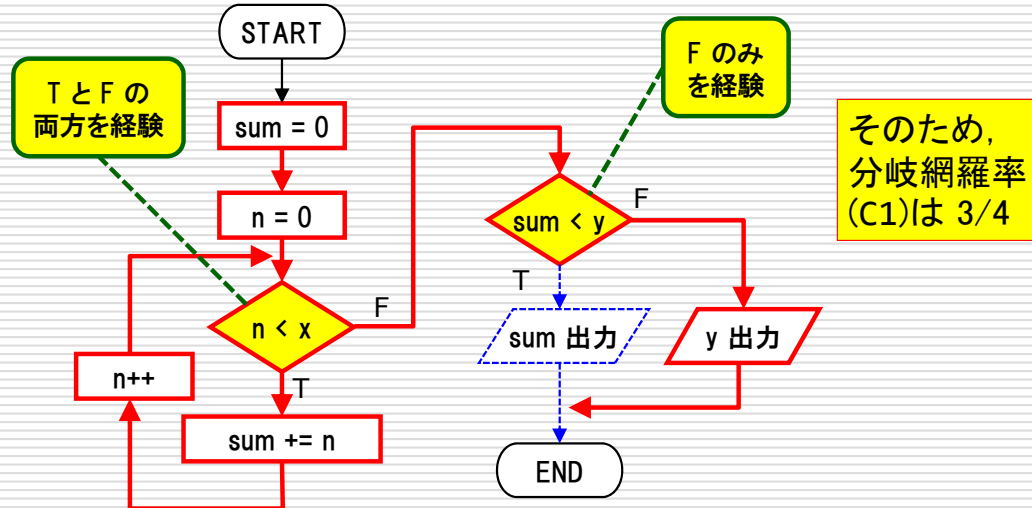 START
T と F の
両方を経験
sum = 0
n = 0
n < x
F
T
n++
sum += n
F のみ
を経験
sum < y
F
T
sum 出力
y 出力
END
そのため,
分岐網羅率
(C1)は 3/4